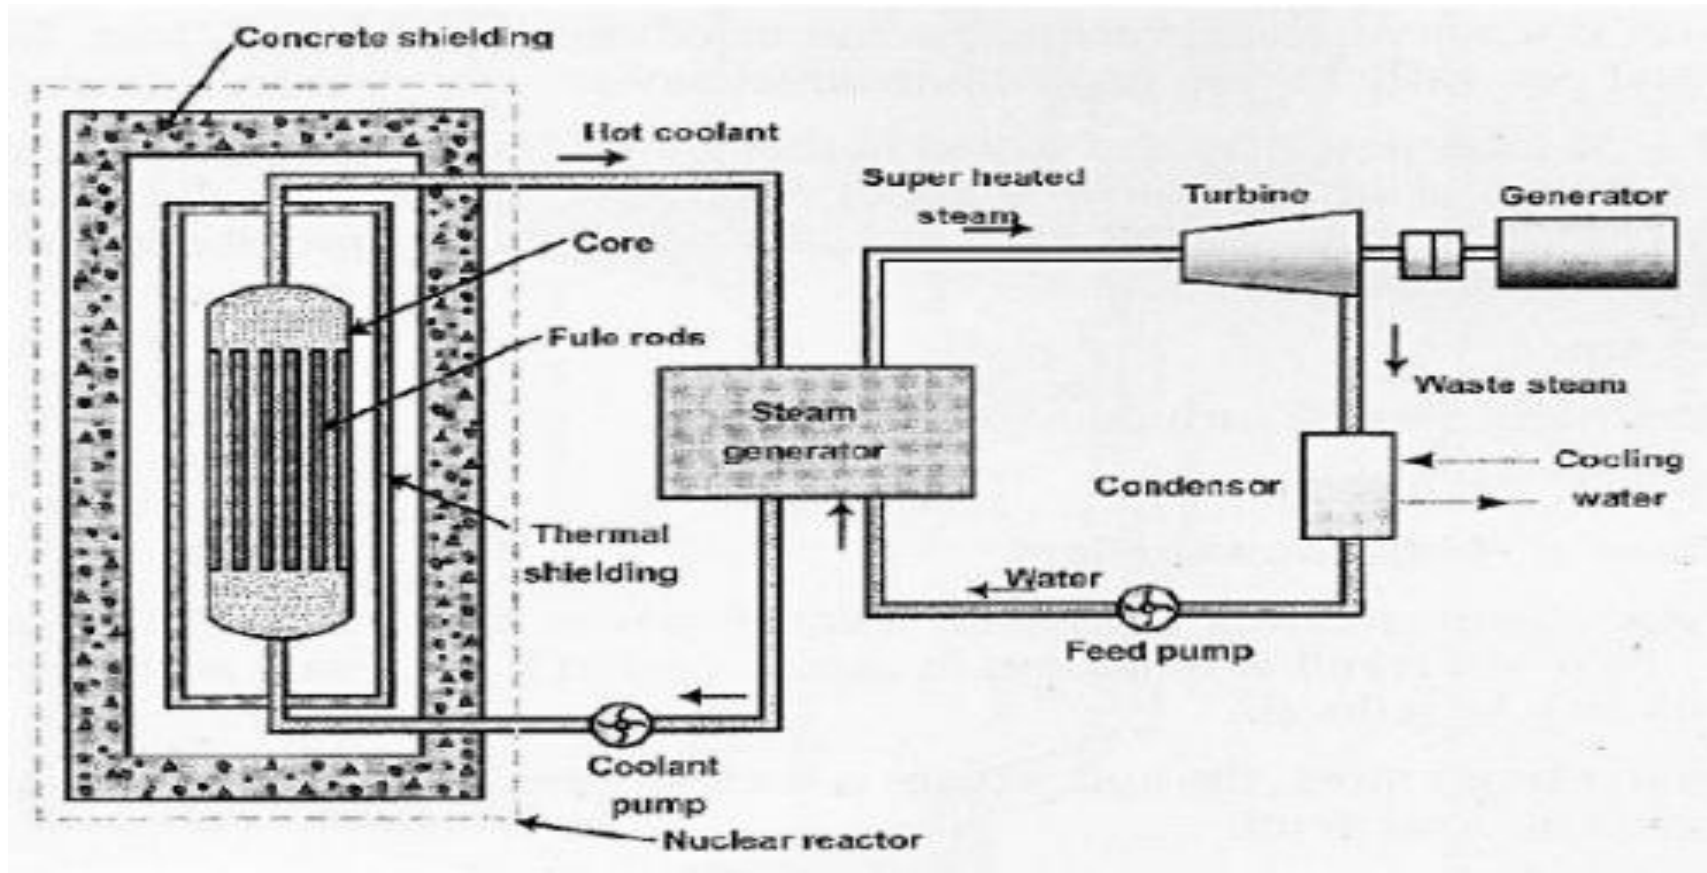 Concrete shielding
Hot coolant
Super heated
steam
Turbine
Generator
Core
Fule rods
Waste steam
Steam
generator
Condensor
Cocling
water
Thermal
shielding
Water
Feed pump
Coolant
pump
Nuclear reactor